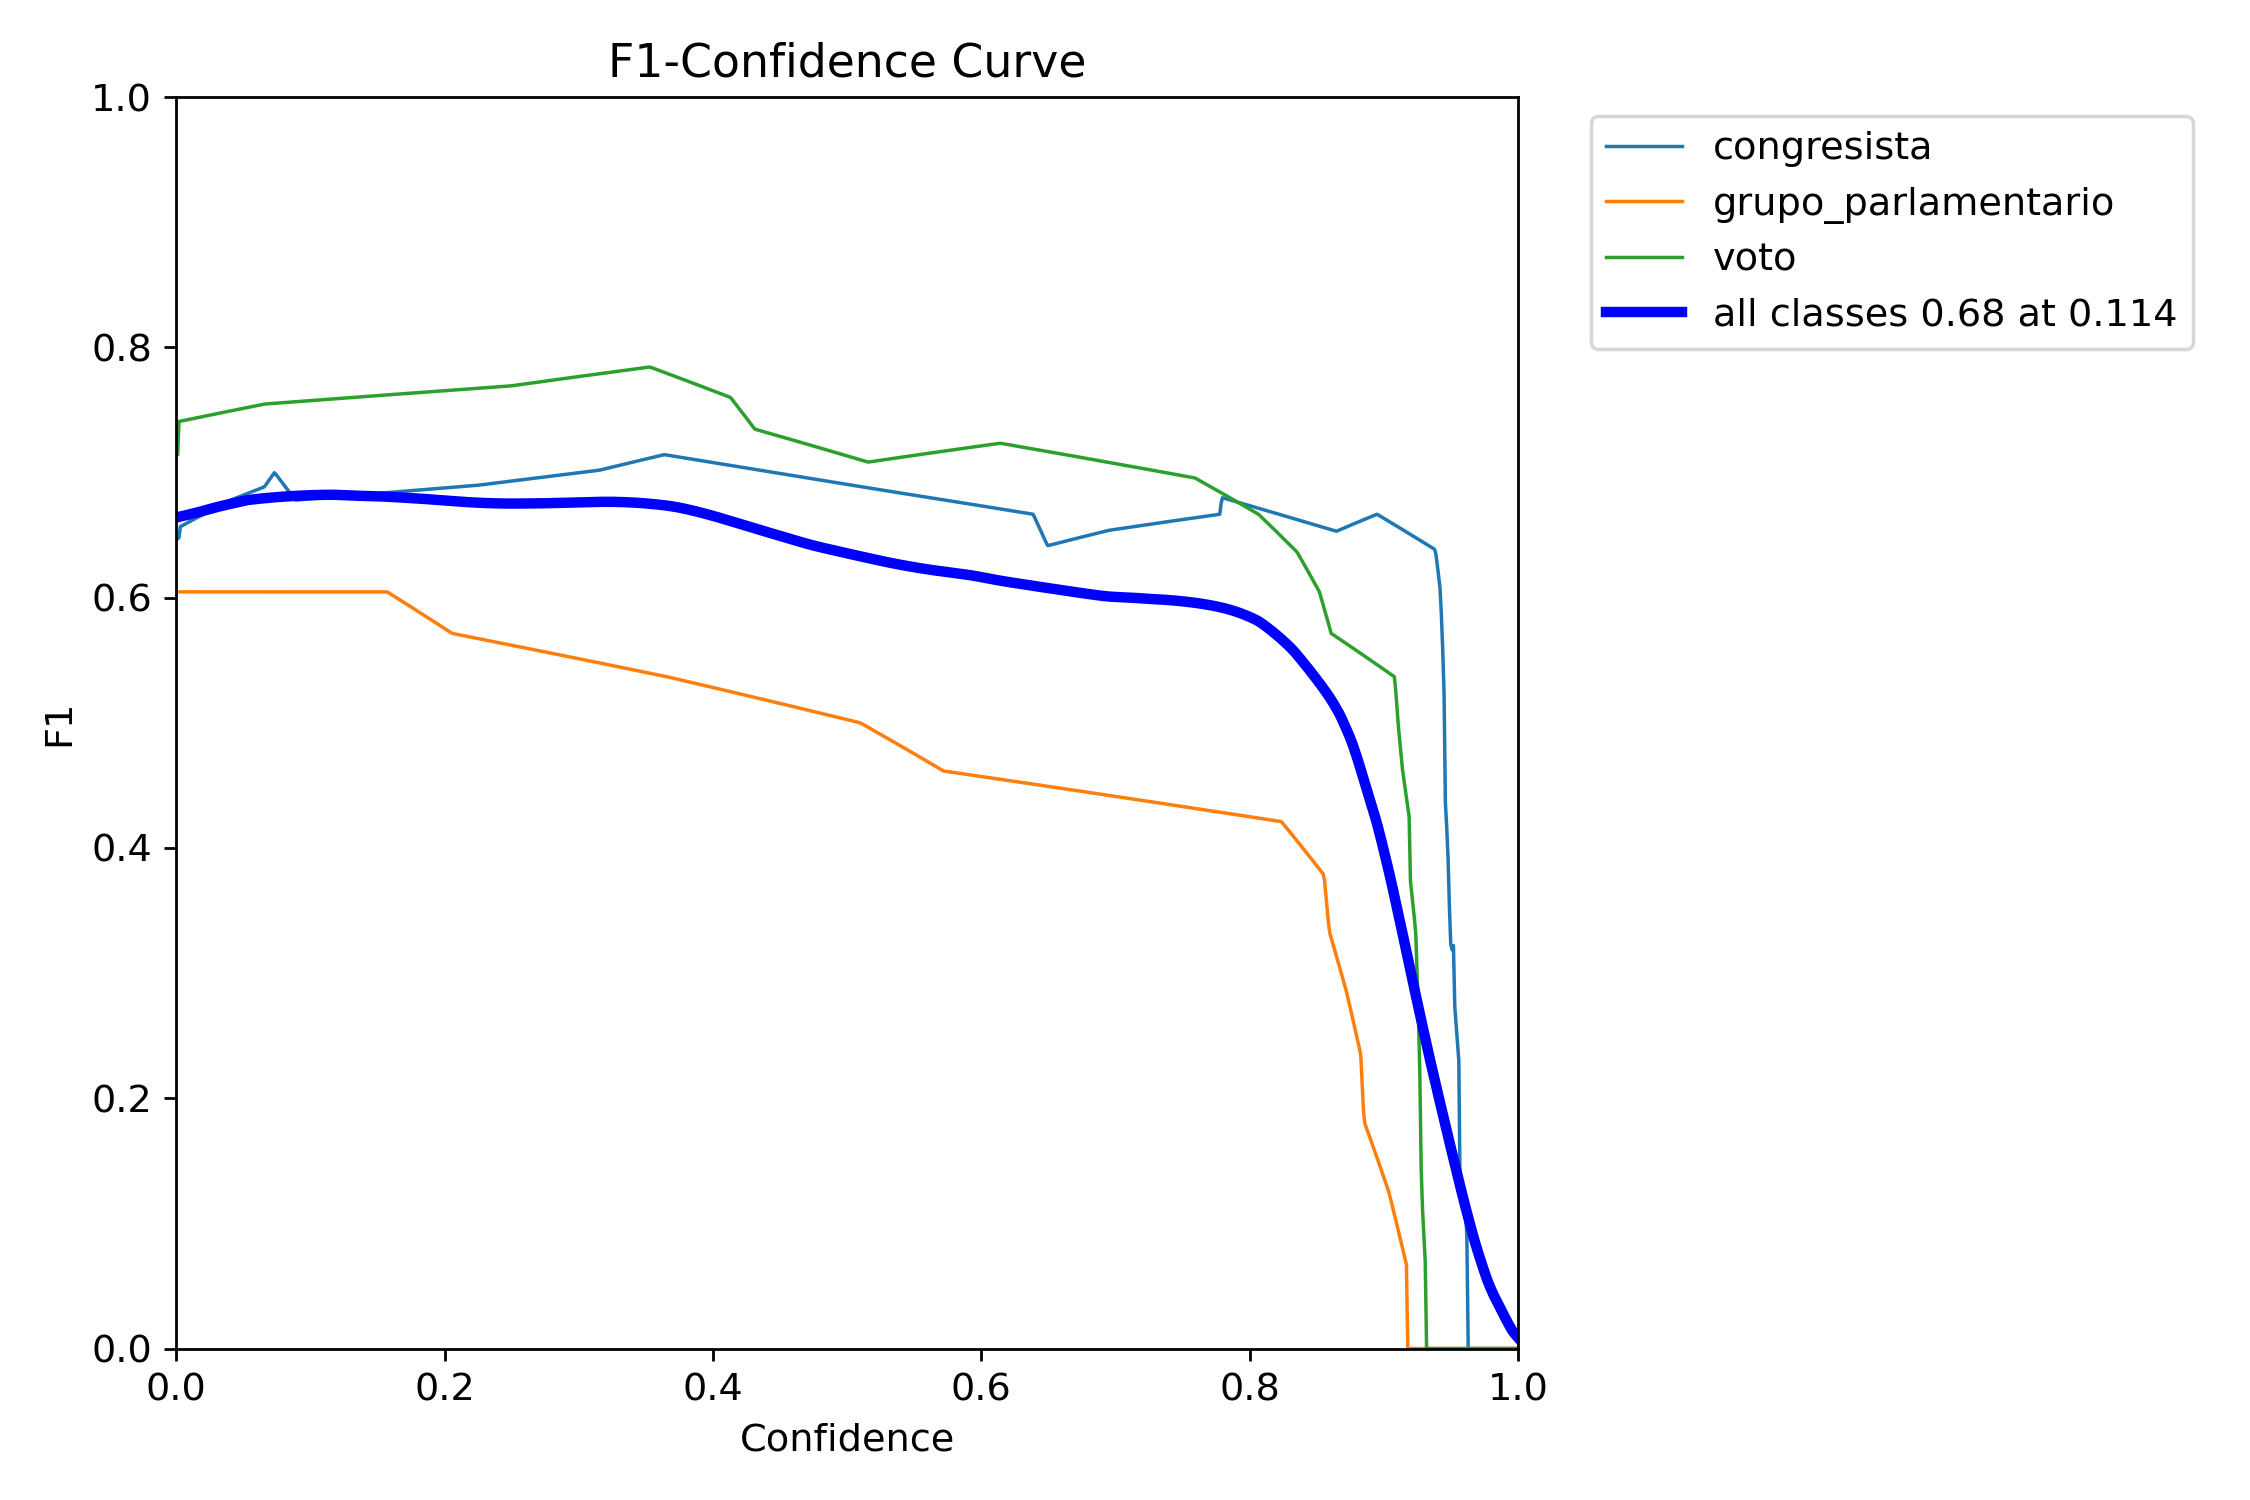 F1-Confidence Curve
1.0
0.8
0.6
0.4
0.2
0.0
F1
0.0 0.2 0.4 0.6 0.8 1.0
Confidence
congresista
grupo_parlamentario
voto
all classes 0.68 at 0.114